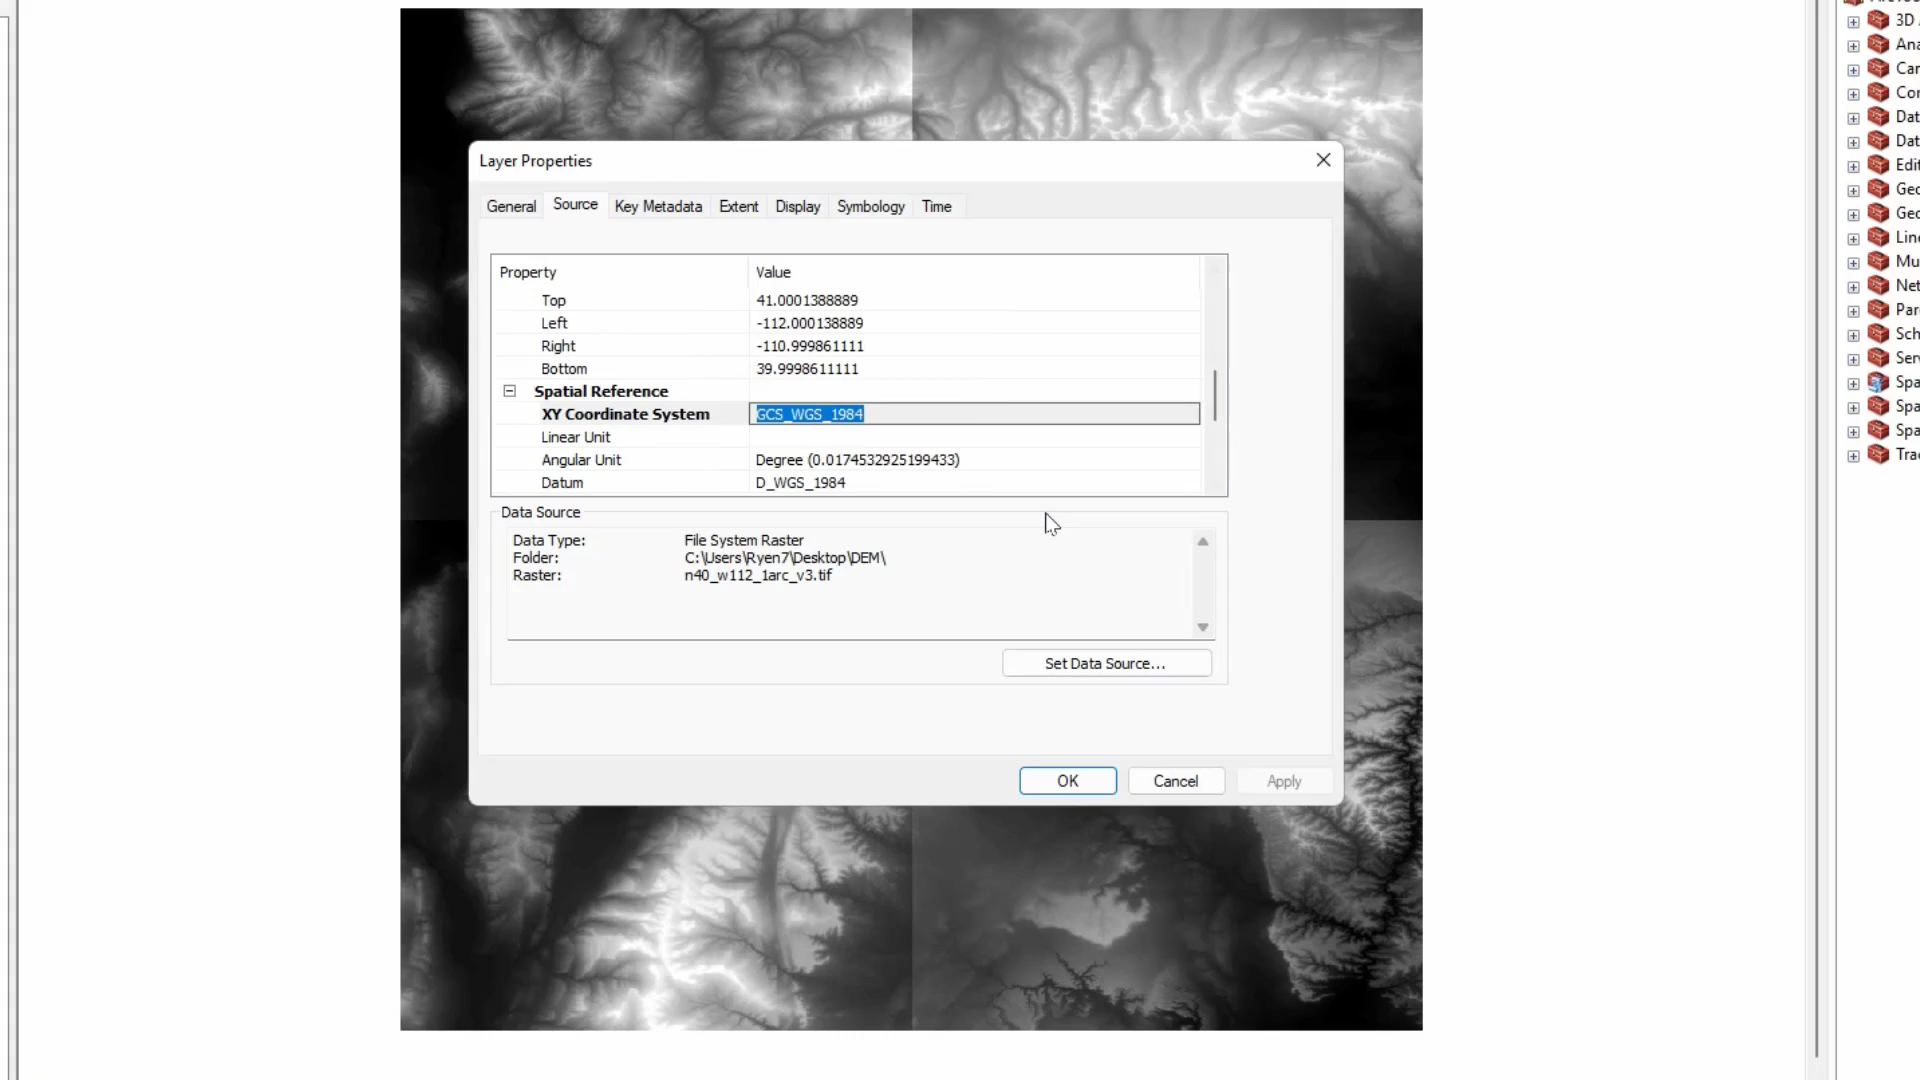 Layer Properties
General Source Key Metadata Extent Display Symbology Time
Property Value
Top 41.0001388889
Left -112.000138889
Right -110.999861111
Bottom 39.9998611111
Spatial Reference
XY Coordinate System GCS_WGS_1984
Linear Unit
Angular Unit Degree (0.0174532925199433)
Datum D_WGS_1984
Data Source
Data Type: File System Raster
Folder: C:\Users\Ryen7\Desktop\DEM\
Raster: n40_w112_1arc_v3.tif
Set Data Source...
OK Cancel Apply
3D
Ana
Car
Cor
Dat
Dat
Edit
Geo
Geo
Line
Mu
Net
Par
Sch
Ser
Spa
Spa
Spa
Trac